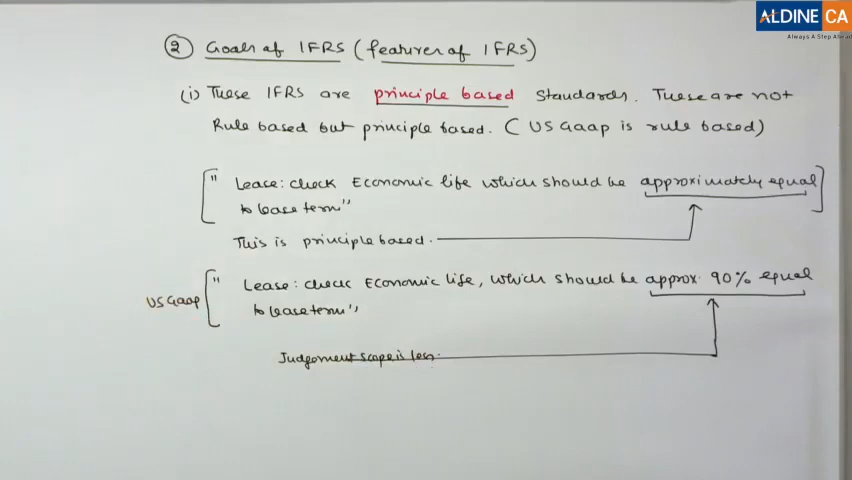 ALDINE CA
Always A Step Ahead
② Goals of IFRS (features of IFRS)
(i) These IFRS are principle based standards. These are not
Rule based but principle based. (US Gaap is rule based)
" Lease: check Economic life which should be approximately equal
to lease term"
This is principle based.
US Gaap
" Lease: check Economic life, which should be approx. 90% equal
to lease term"
Judgement scope is less.